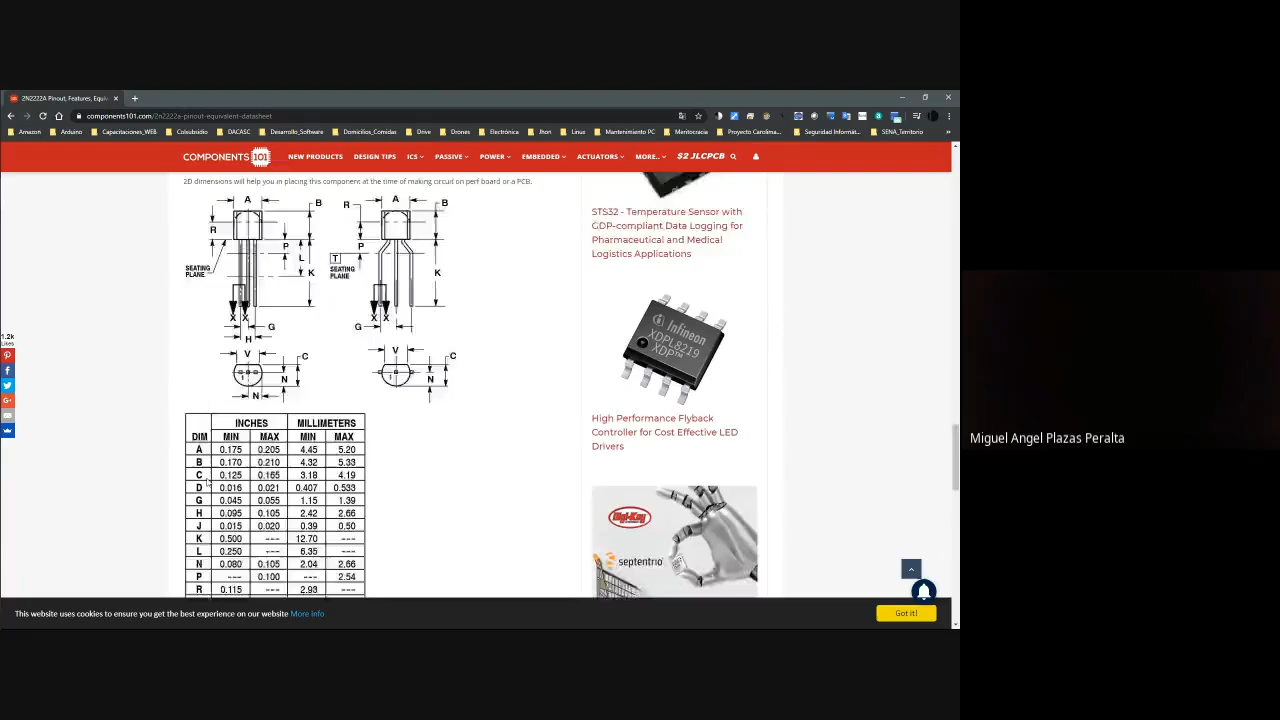 2N2222A Pinout, Features, Equiv
components101.com/2n2222a-pinout-equivalent-datasheet
Amazon Arduino Capacitaciones_WEB Colsubsidio DACASC Desarrollo_Software Domicilios_Comidas Drive Drones Electrónica Jhon Linux Mantenimiento PC Meritocracia Proyecto Carolina... Seguridad Informát... SENA_Territorio
COMPONENTS 101 NEW PRODUCTS DESIGN TIPS ICS PASSIVE POWER EMBEDDED ACTUATORS MORE.. $2 JLCPCB
2D dimensions will help you in placing this component at the time of making circuit on perf board or a PCB.
A B R A B
R P L K P K
SEATING PLANE
T SEATING PLANE
X X G X X G
H
V C V C
1 N 1 N
N
INCHES MILLIMETERS
DIM MIN MAX MIN MAX
A 0.175 0.205 4.45 5.20
B 0.170 0.210 4.32 5.33
C 0.125 0.165 3.18 4.19
D 0.016 0.021 0.407 0.533
G 0.045 0.055 1.15 1.39
H 0.095 0.105 2.42 2.66
J 0.015 0.020 0.39 0.50
K 0.500 --- 12.70 ---
L 0.250 --- 6.35 ---
N 0.080 0.105 2.04 2.66
P --- 0.100 --- 2.54
R 0.115 --- 2.93 ---
1.2k
Likes
STS32 - Temperature Sensor with
GDP-compliant Data Logging for
Pharmaceutical and Medical
Logistics Applications
Infineon
XDPL8219
XDP™
High Performance Flyback
Controller for Cost Effective LED
Drivers
Digi-Key
septentrio
This website uses cookies to ensure you get the best experience on our website More info
Got it!
Miguel Angel Plazas Peralta